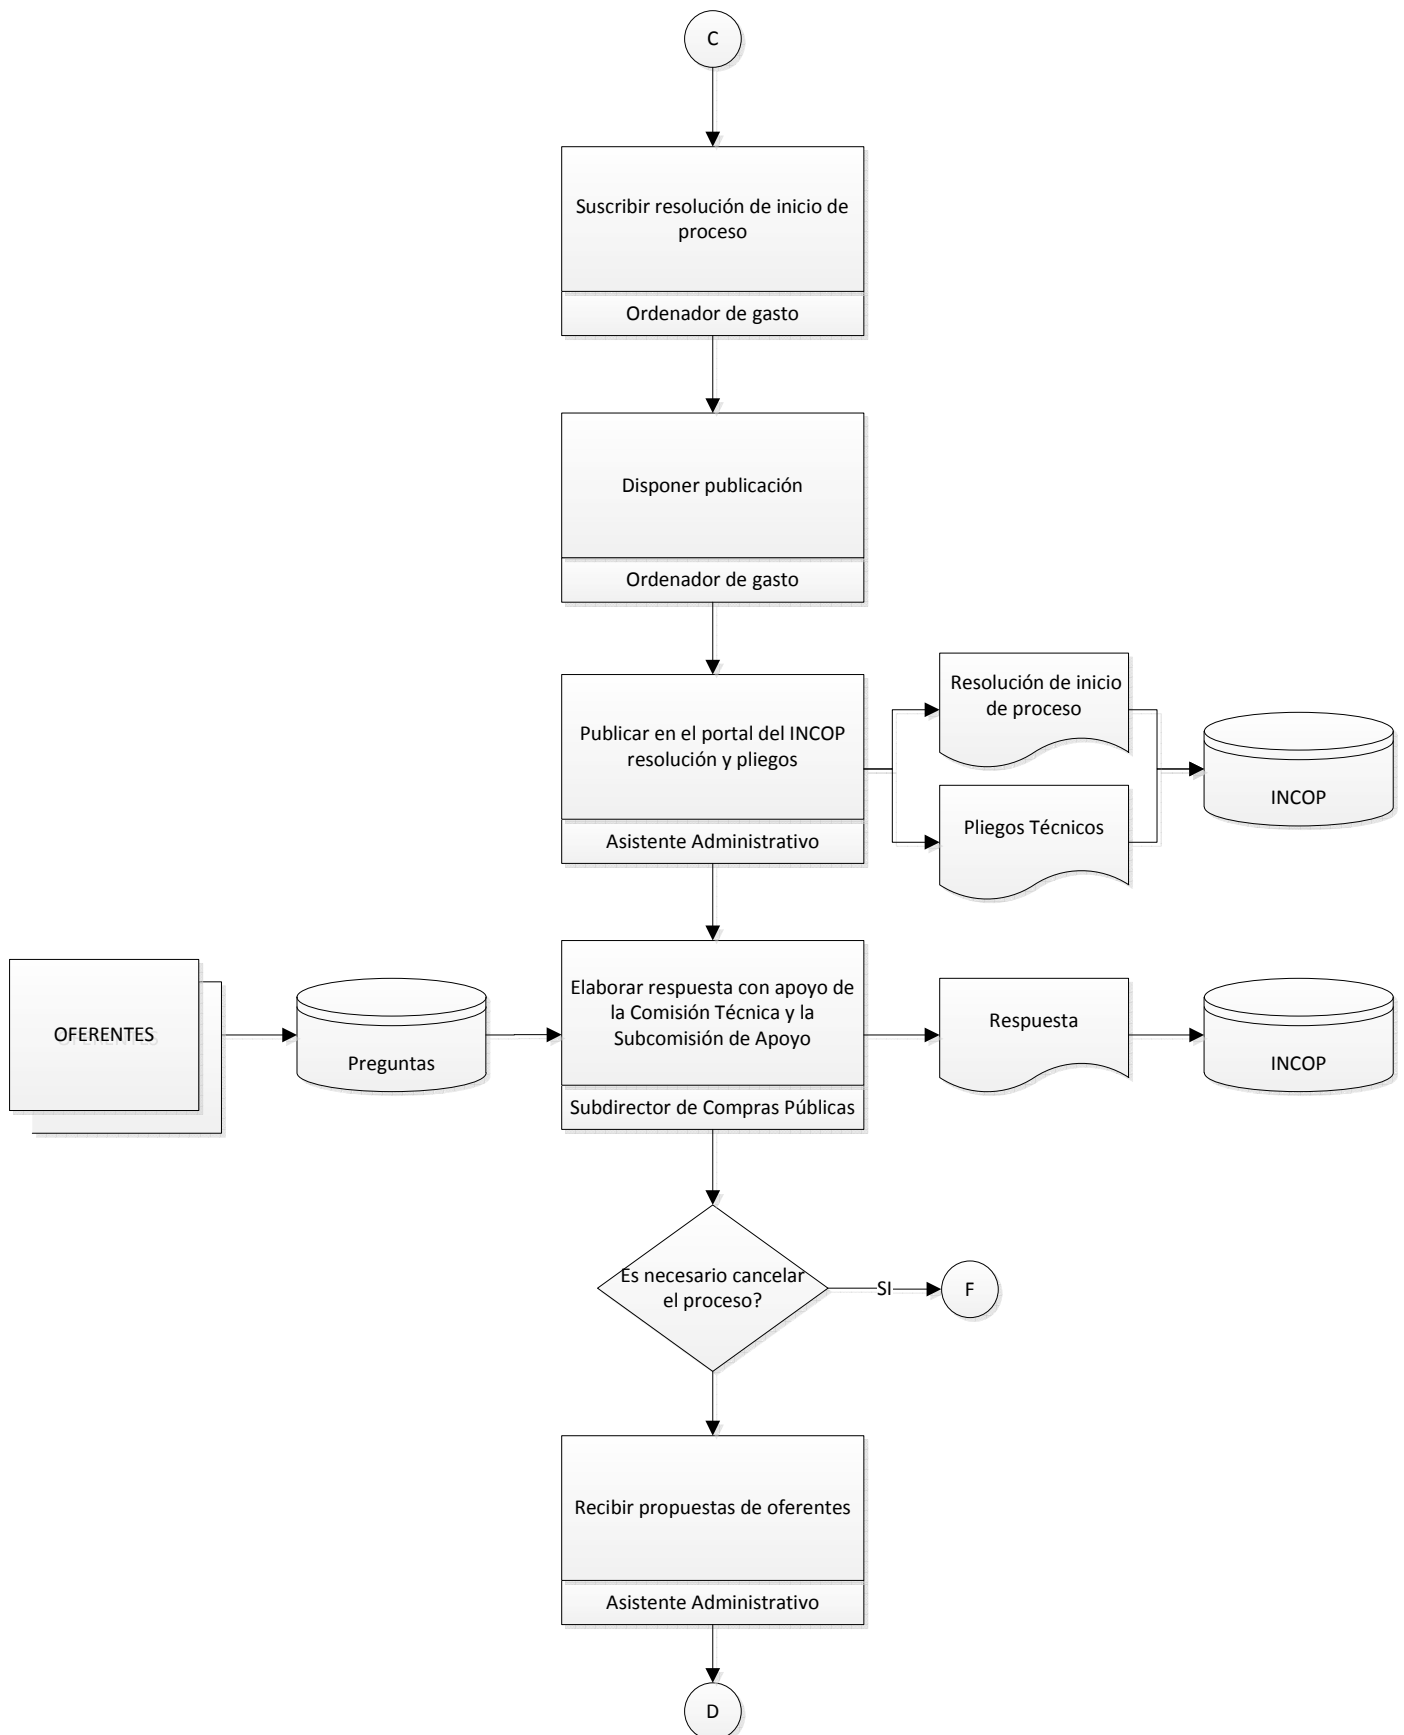 C
Suscribir resolución de inicio de
proceso
Ordenador de gasto
Disponer publicación
Ordenador de gasto
Publicar en el portal del INCOP
resolución y pliegos
Asistente Administrativo
Resolución de inicio
de proceso
Pliegos Técnicos
INCOP
OFERENTES
Preguntas
Elaborar respuesta con apoyo de
la Comisión Técnica y la
Subcomisión de Apoyo
Subdirector de Compras Públicas
Respuesta
INCOP
Es necesario cancelar
el proceso?
SI
F
Recibir propuestas de oferentes
Asistente Administrativo
D